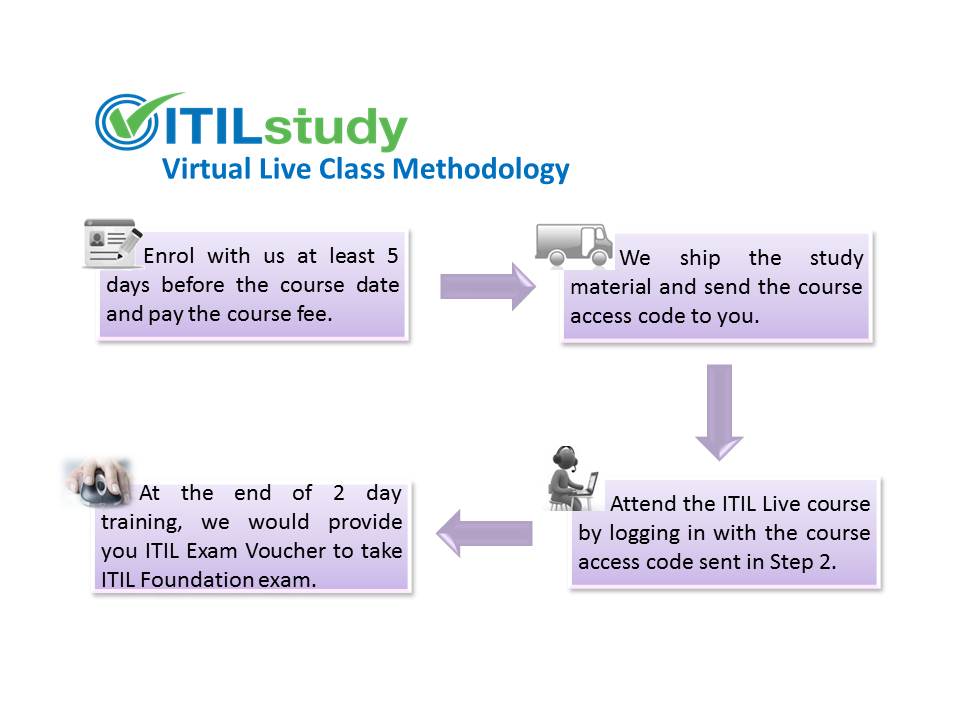 ITILstudy
Virtual Live Class Methodology
Enrol with us at least 5
days before the course date
and pay the course fee.
We ship the study
material and send the course
access code to you.
Attend the ITIL Live course
by logging in with the course
access code sent in Step 2.
At the end of 2 day
training, we would provide
you ITIL Exam Voucher to take
ITIL Foundation exam.